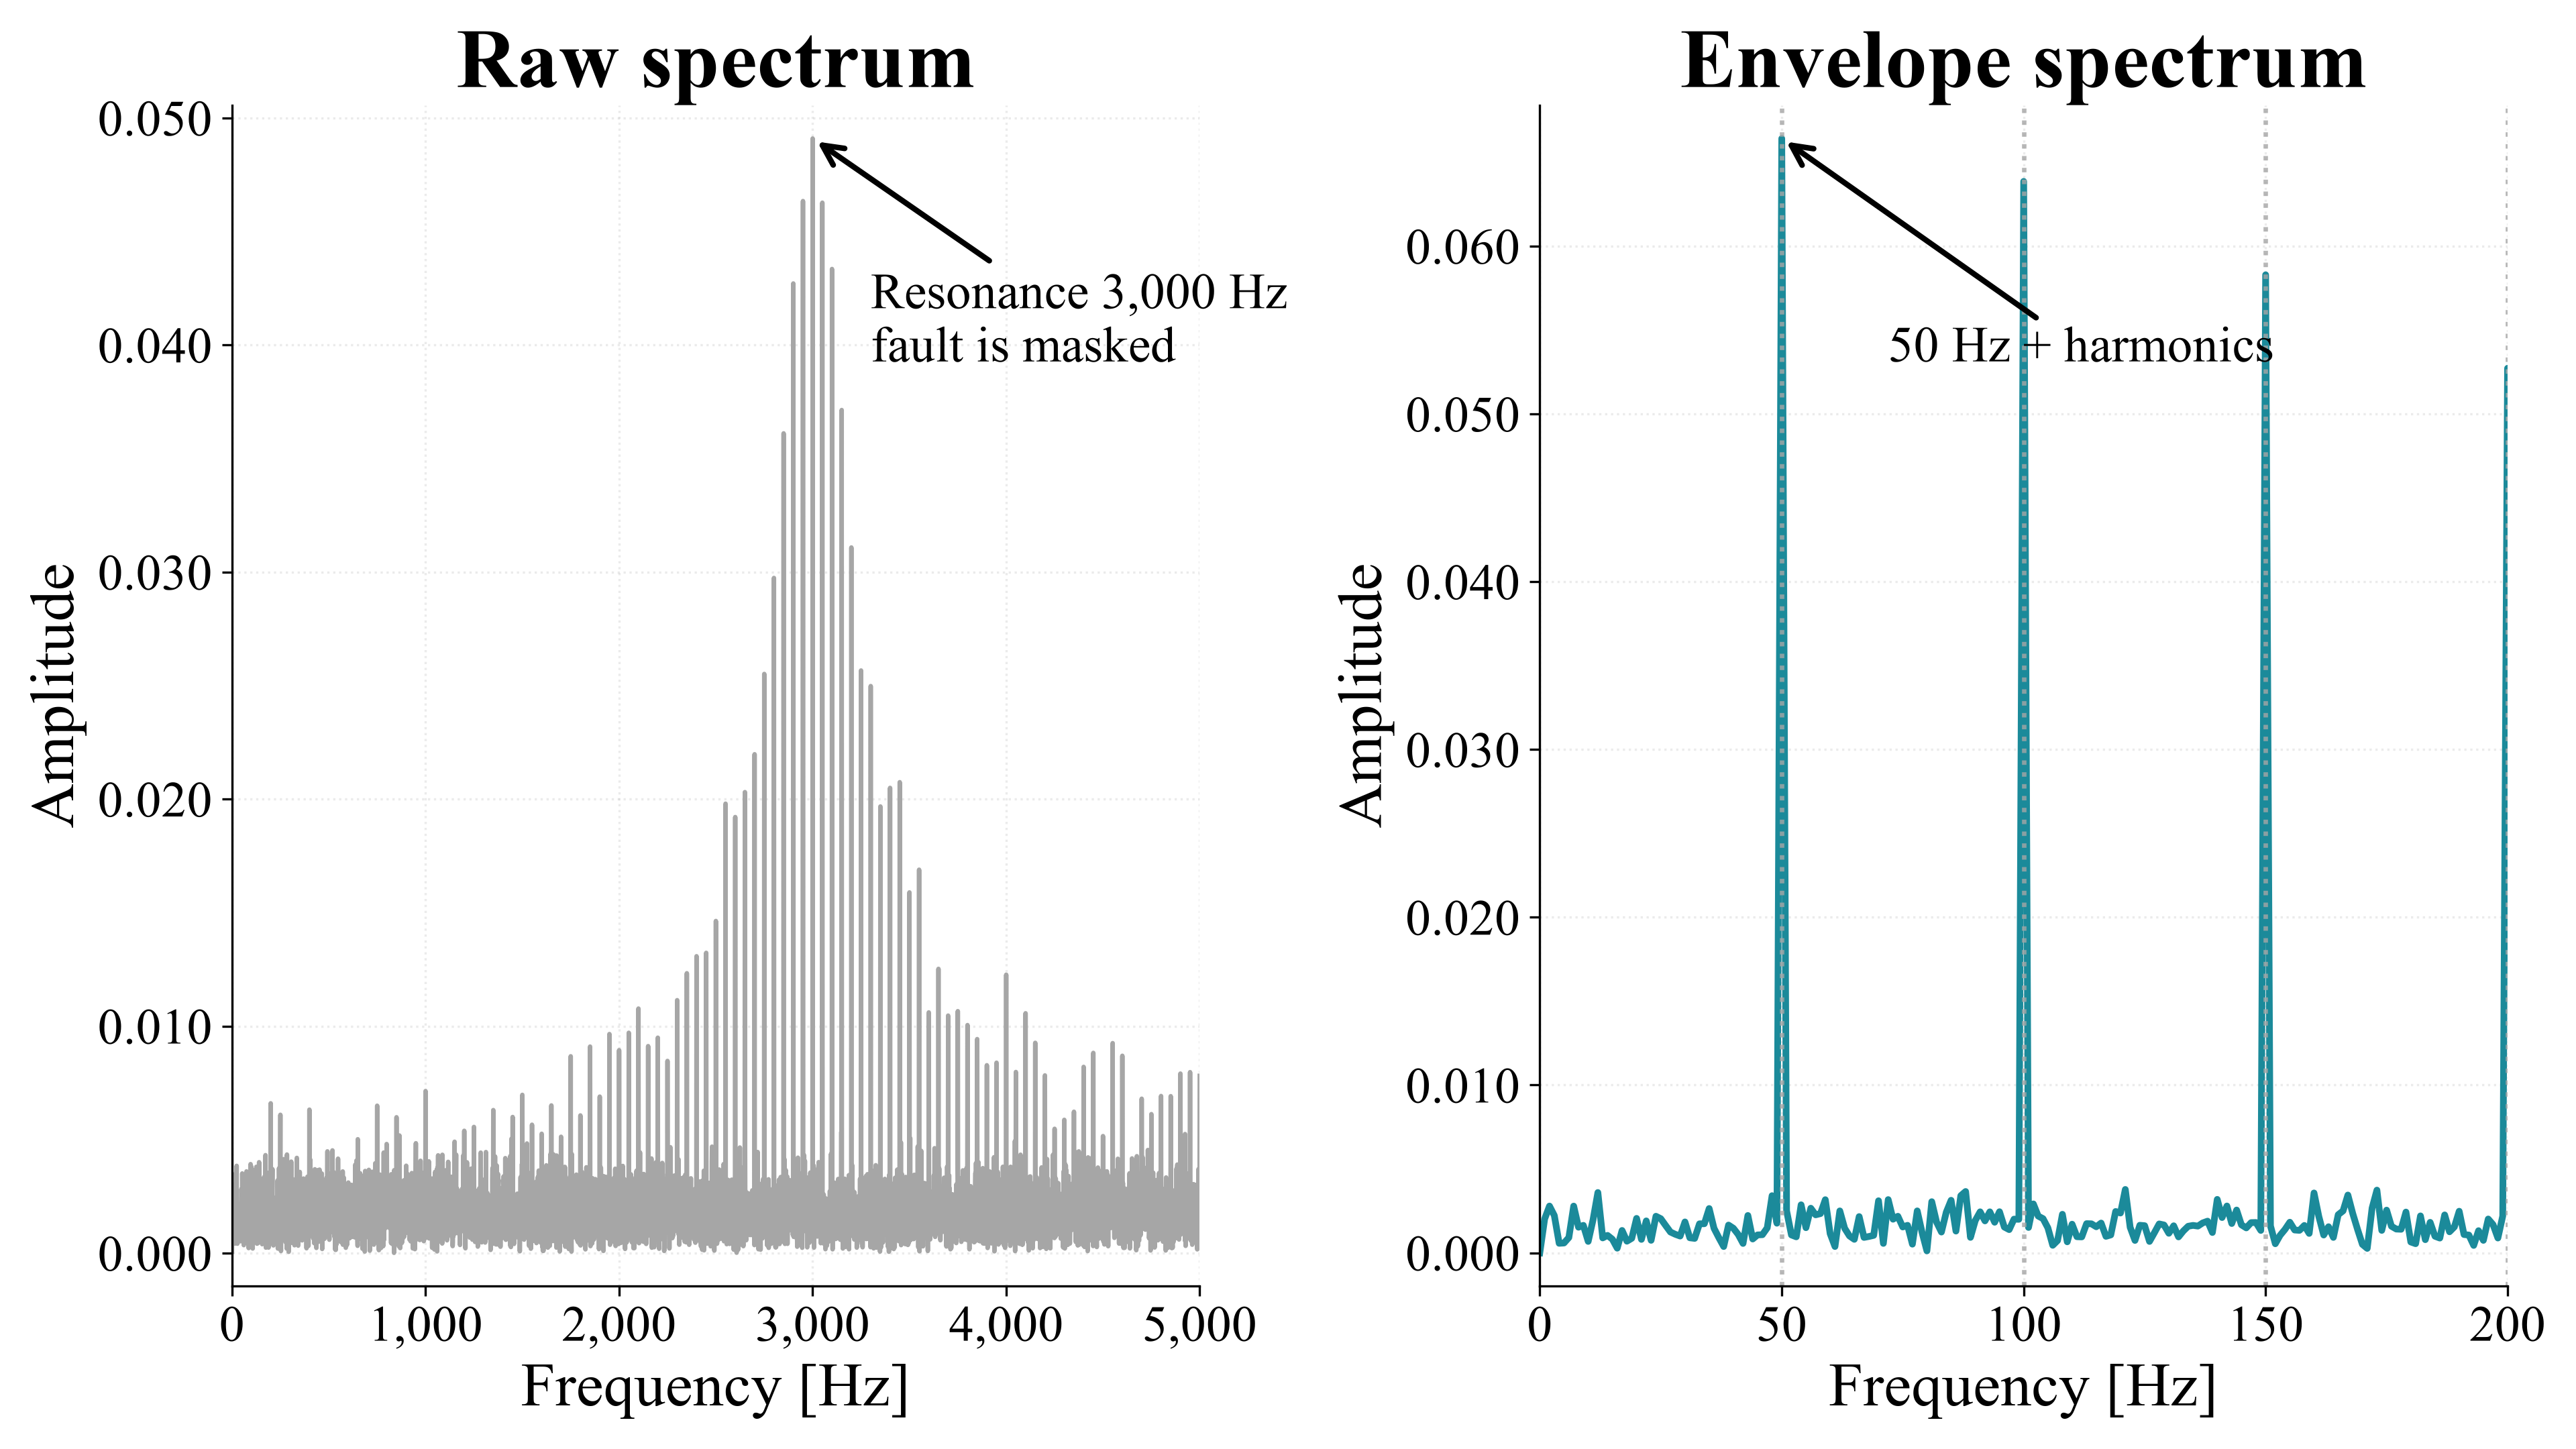 Raw spectrum
Envelope spectrum
Amplitude
0.050
0.040
0.030
0.020
0.010
0.000
Resonance 3,000 Hz
fault is masked
0
1,000
2,000
3,000
4,000
5,000
Frequency [Hz]
Amplitude
0.060
0.050
0.040
0.030
0.020
0.010
0.000
50 Hz + harmonics
0
50
100
150
200
Frequency [Hz]